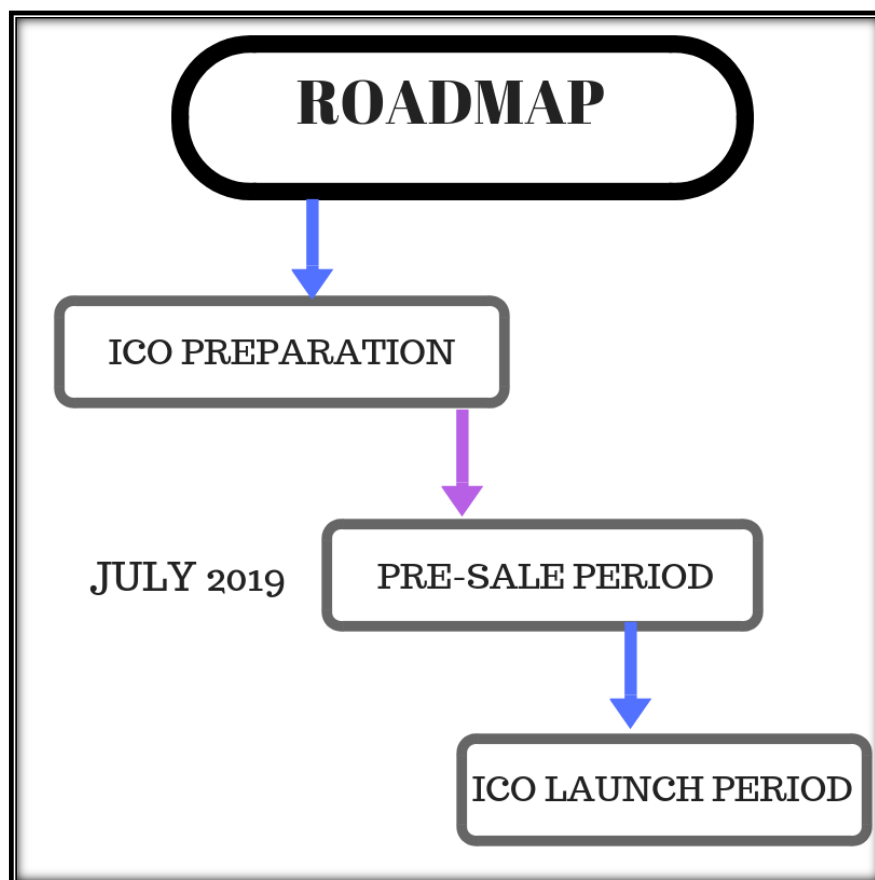 ROADMAP
ICO PREPARATION
JULY 2019
PRE-SALE PERIOD
ICO LAUNCH PERIOD